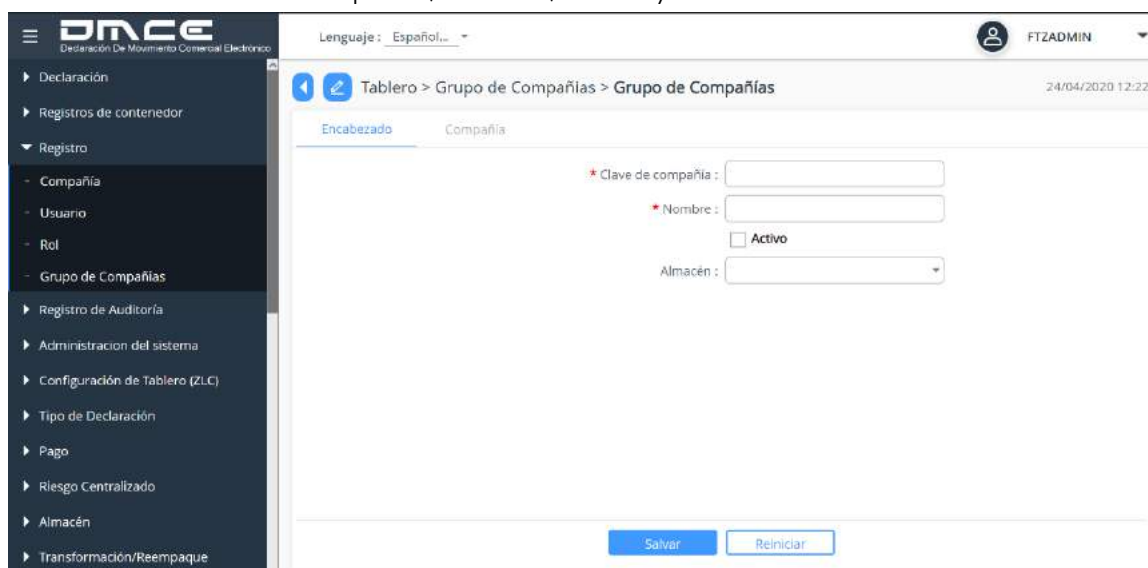 DMCE
Declaración De Movimiento Comercial Electrónico
Lenguaje : Español...
FTZADMIN
Declaración
Registros de contenedor
Registro
- Compañía
- Usuario
- Rol
- Grupo de Compañías
Registro de Auditoría
Administracion del sistema
Configuración de Tablero (ZLC)
Tipo de Declaración
Pago
Riesgo Centralizado
Almacén
Transformación/Reempaque
Tablero > Grupo de Compañías > Grupo de Compañías
24/04/2020 12:22
Encabezado Compañía
* Clave de compañía :
* Nombre :
Activo
Almacén :
Salvar Reiniciar